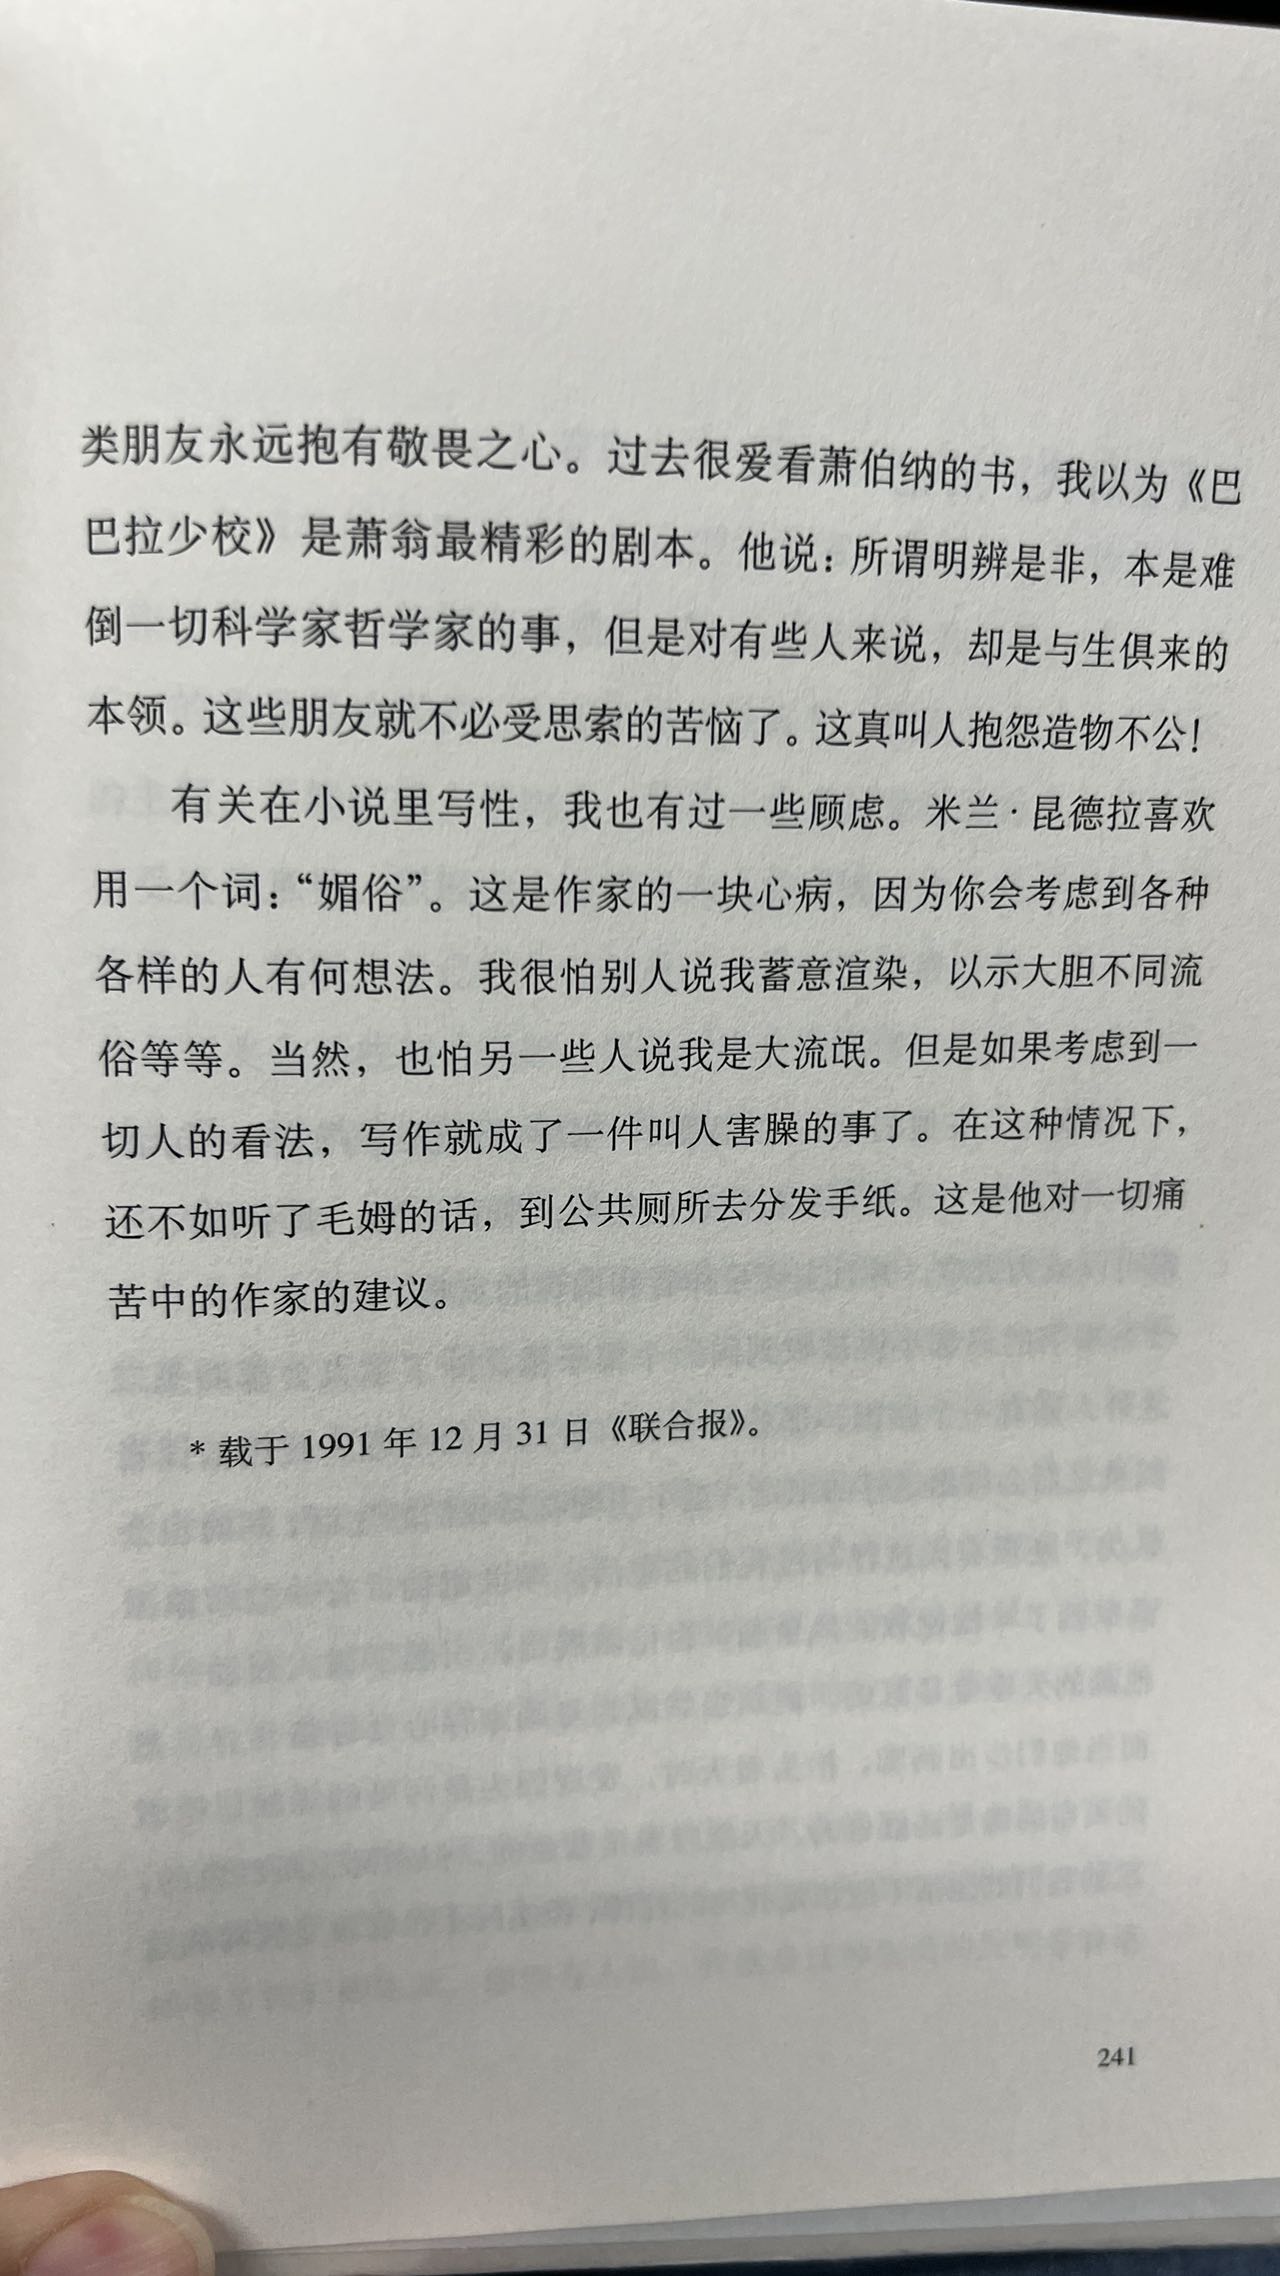 类朋友永远抱有敬畏之心。过去很爱看萧伯纳的书，我以为《巴
巴拉少校》是萧翁最精彩的剧本。他说：所谓明辨是非，本是难
倒一切科学家哲学家的事，但是对有些人来说，却是与生俱来的
本领。这些朋友就不必受思索的苦恼了。这真叫人抱怨造物不公！
有关在小说里写性，我也有过一些顾虑。米兰·昆德拉喜欢
用一个词：“媚俗”。这是作家的一块心病，因为你会考虑到各种
各样的人有何想法。我很怕别人说我蓄意渲染，以示大胆不同流
俗等等。当然，也怕另一些人说我是大流氓。但是如果考虑到一
切人的看法，写作就成了一件叫人害臊的事了。在这种情况下，
还不如听了毛姆的话，到公共厕所去分发手纸。这是他对一切痛
苦中的作家的建议。
* 载于 1991 年 12 月 31 日《联合报》。
241